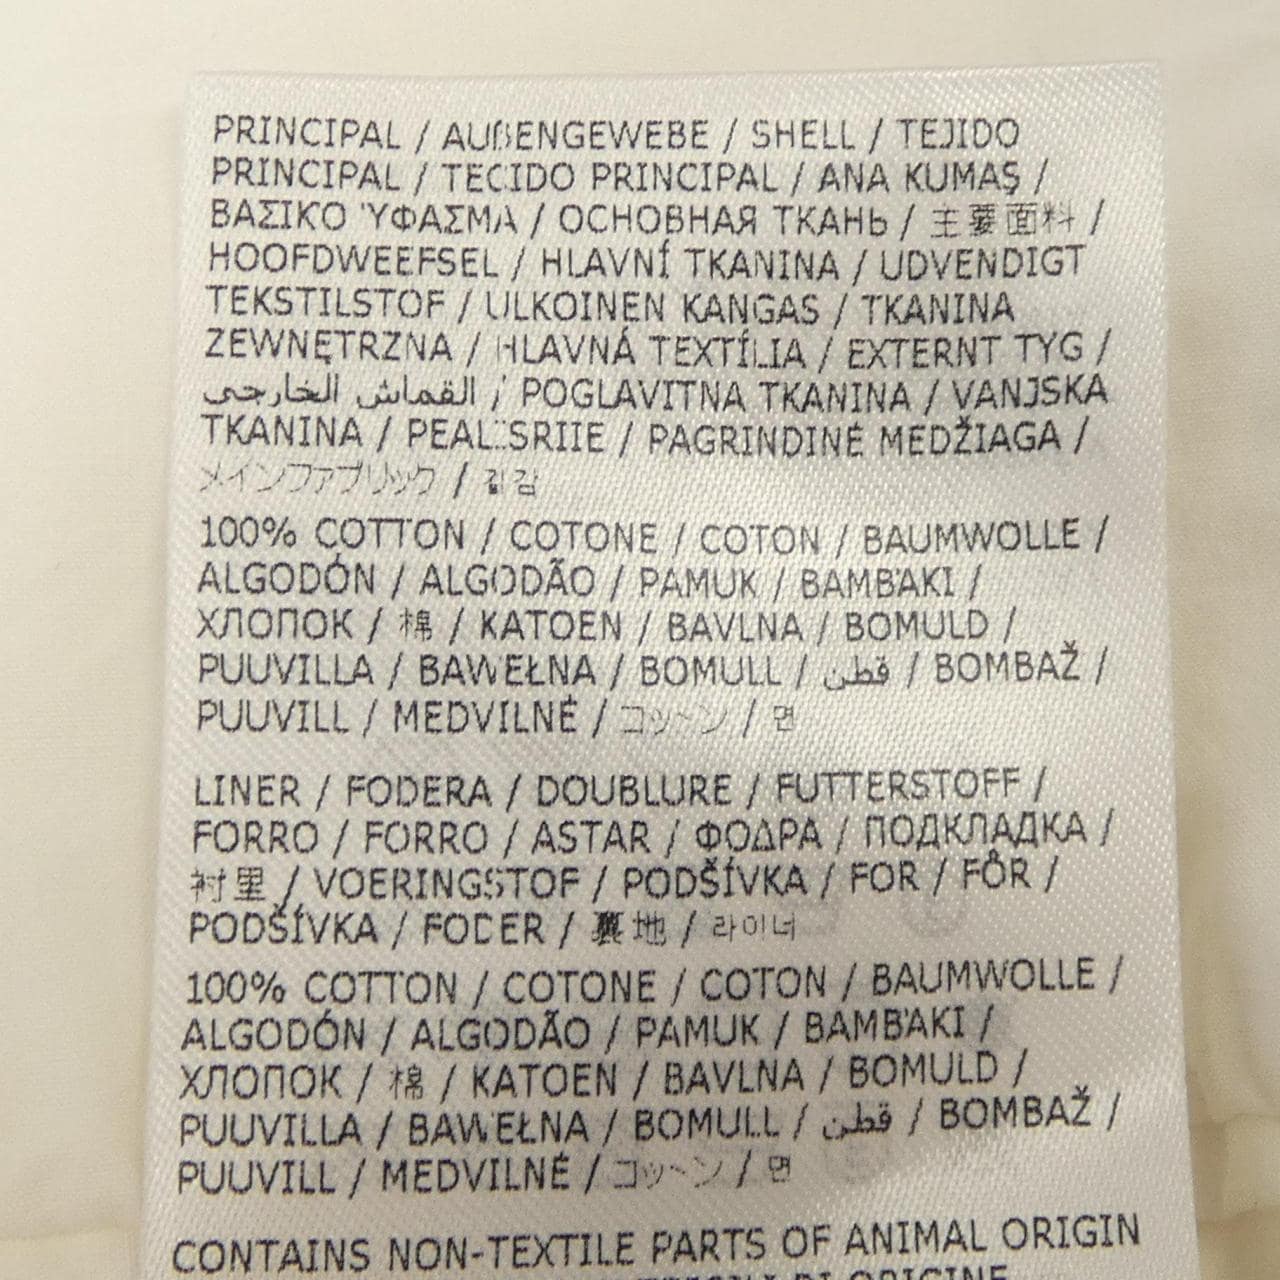 PRINCIPAL / AUßENGEWEBE / SHELL / TEJIDO
PRINCIPAL / TECIDO PRINCIPAL / ANA KUMAŞ /
ΒΑΣΙΚΟ ΎΦΑΣΜΑ / ОСНОВНАЯ ТКАНЬ / 主要面料 /
HOOFDWEEFSEL / HLAVNÍ TKANINA / UDVENDIGT
TEKSTILSTOF / ULKOINEN KANGAS / TKANINA
ZEWNĘTRZNA / HLAVNÁ TEXTÍLIA / EXTERNT TYG /
القماش الخارجى / POGLAVITNA TKANINA / VANJSKA
TKANINA / PEALISRIIE / PAGRINDINĖ MEDŽIAGA /
メインファブリック / 겉감
100% COTTON / COTONE / COTON / BAUMWOLLE /
ALGODÓN / ALGODÃO / PAMUK / ΒΑΜΒΆΚΙ /
ХЛОПОК / 棉 / KATOEN / BAVLNA / BOMULD /
PUUVILLA / BAWEŁNA / BOMULL / قطن / BOMBAŽ /
PUUVILL / MEDVILNĖ / コットン / 면
LINER / FODERA / DOUBLURE / FUTTERSTOFF /
FORRO / FORRO / ASTAR / ΦΟΔΡΑ / ПОДКЛАДКА /
衬里 / VOERINGSTOF / PODŠÍVKA / FOR / FÔR /
PODŠÍVKA / FODER / 裏地 / 라이너
100% COTTON / COTONE / COTON / BAUMWOLLE /
ALGODÓN / ALGODÃO / PAMUK / ΒΑΜΒΆΚΙ /
ХЛОПОК / 棉 / KATOEN / BAVLNA / BOMULD /
PUUVILLA / BAWEŁNA / BOMULL / قطن / BOMBAŽ /
PUUVILL / MEDVILNĖ / コットン / 면
CONTAINS NON-TEXTILE PARTS OF ANIMAL ORIGIN